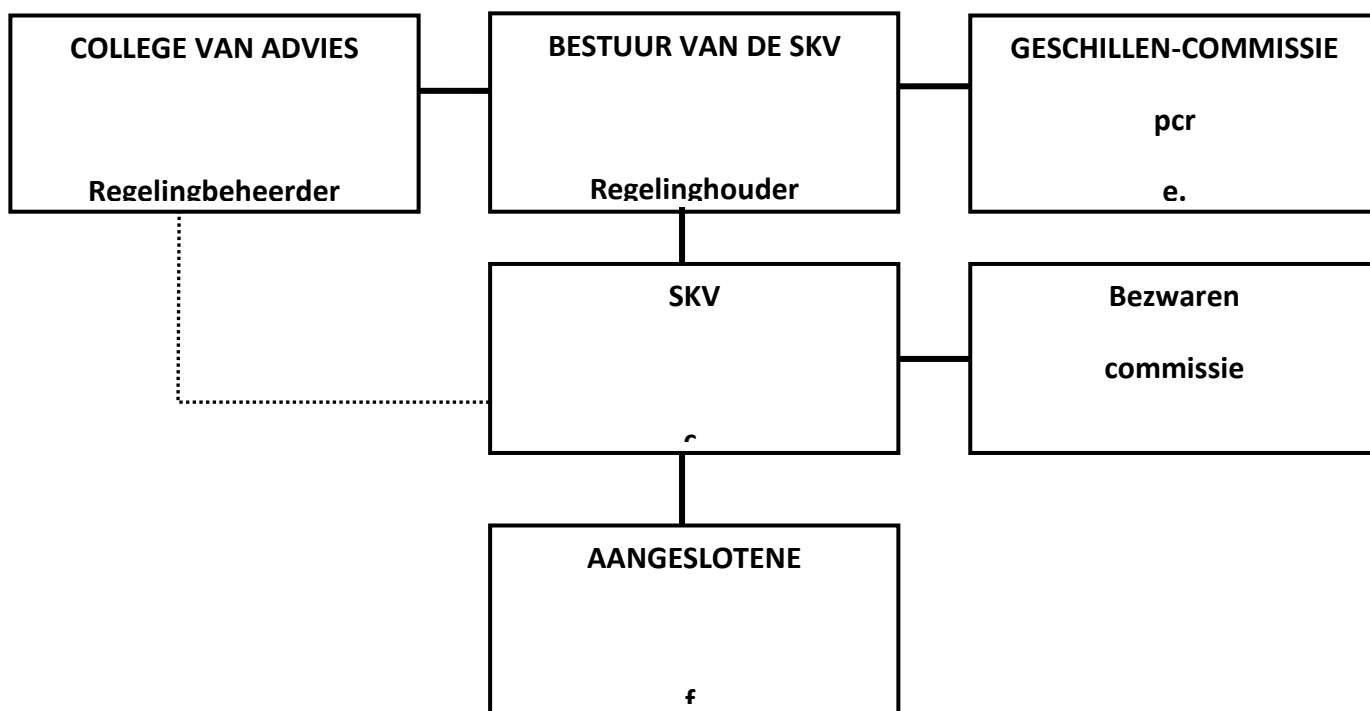 COLLEGE VAN ADVIES
Regelingbeheerder
BESTUUR VAN DE SKV
Regelinghouder
GESCHILLEN-COMMISSIE
pcr
e.
SKV
Bezwaren
commissie
AANGESLOTENE
f